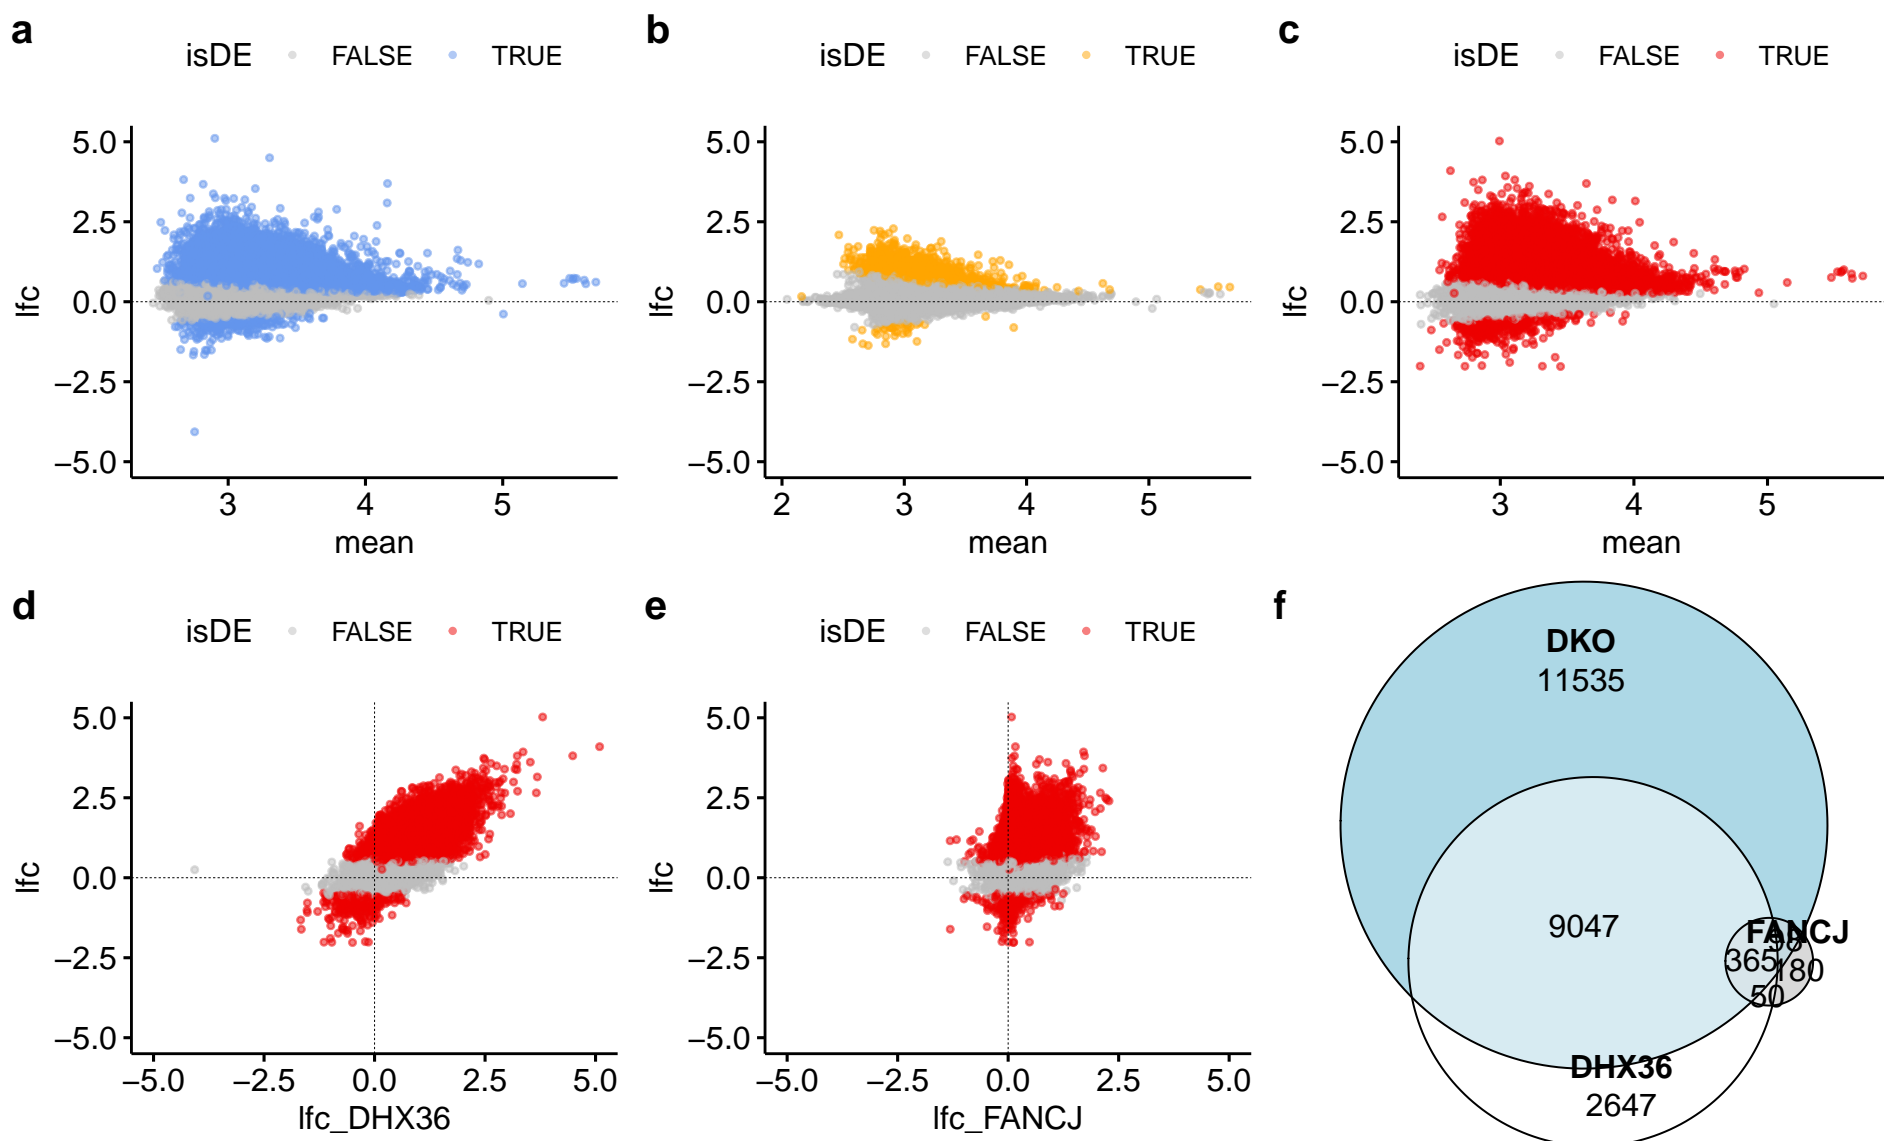 a
isDE FALSE TRUE
5.0
2.5
0.0
−2.5
−5.0
lfc
3 4 5
mean
b
isDE FALSE TRUE
5.0
2.5
0.0
−2.5
−5.0
lfc
2 3 4 5
mean
c
isDE FALSE TRUE
5.0
2.5
0.0
−2.5
−5.0
lfc
3 4 5
mean
d
isDE FALSE TRUE
5.0
2.5
0.0
−2.5
−5.0
lfc
−5.0 −2.5 0.0 2.5 5.0
lfc_DHX36
e
isDE FALSE TRUE
5.0
2.5
0.0
−2.5
−5.0
lfc
−5.0 −2.5 0.0 2.5 5.0
lfc_FANCJ
f
DKO
11535
9047
FANCJ
365
180
50
DHX36
2647